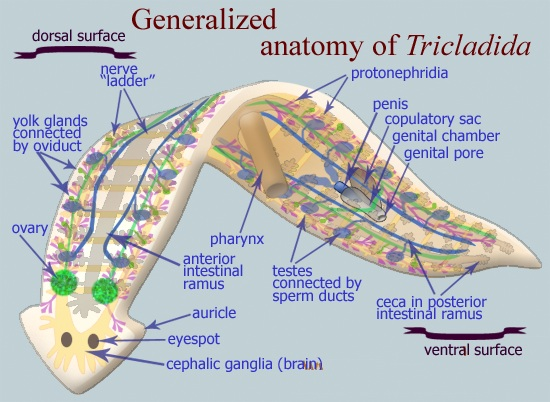 Generalized
anatomy of Tricladida
dorsal surface
nerve
"ladder"
protonephridia
penis
copulatory sac
genital chamber
genital pore
yolk glands
connected
by oviduct
ovary
pharynx
anterior
intestinal
ramus
testes
connected by
sperm ducts
ceca in posterior
intestinal ramus
auricle
eyespot
cephalic ganglia (brain)
ventral surface